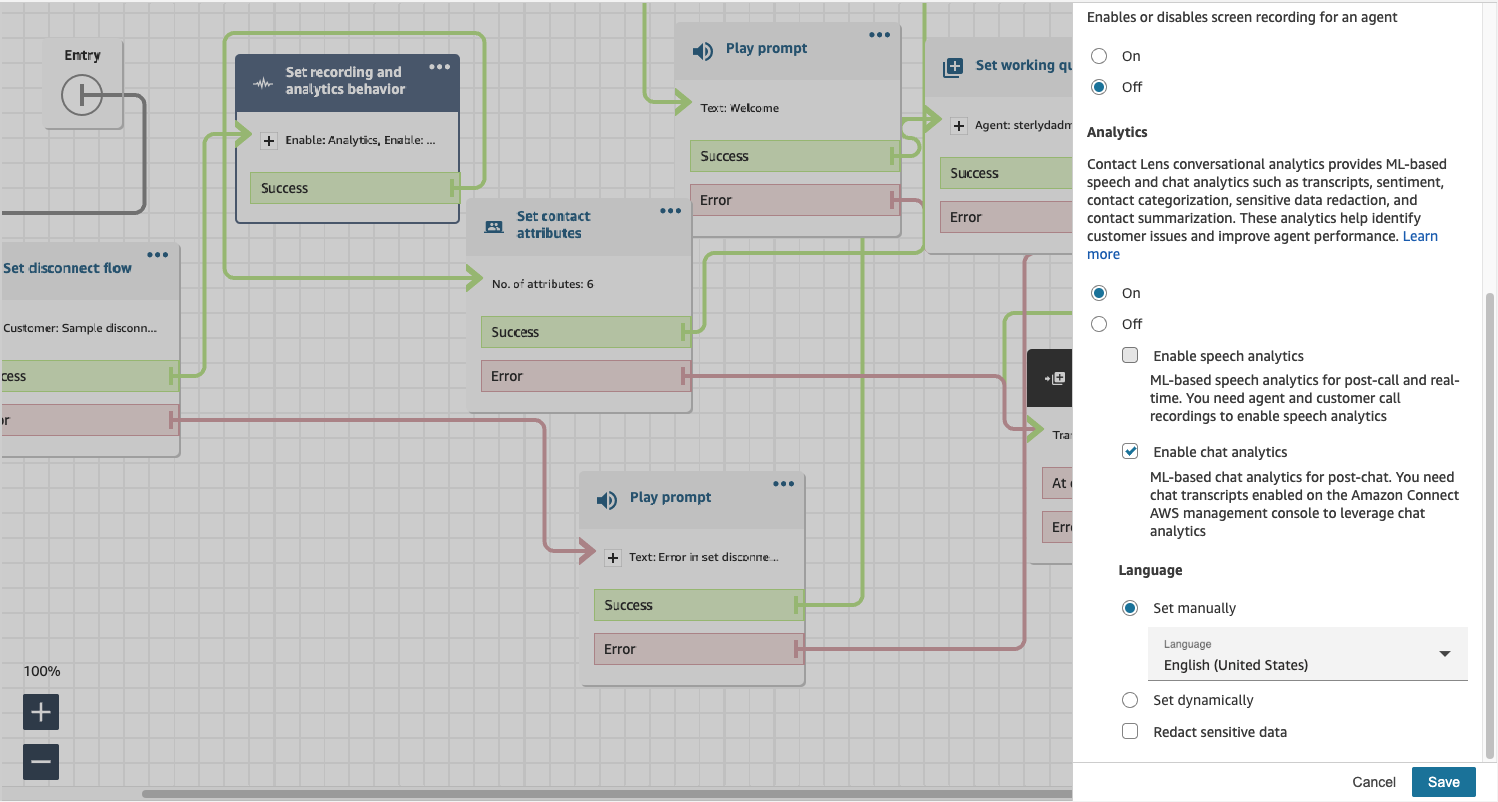 Entry
Set recording and
analytics behavior
Enable: Analytics, Enable: ...
Success
Set disconnect flow
Customer: Sample disconn...
cess
or
Set contact
attributes
No. of attributes: 6
Success
Error
Play prompt
Text: Welcome
Success
Error
Set working qu
Agent: sterlydadm
Success
Error
Tra
At
Err
Play prompt
Text: Error in set disconne...
Success
Error
100%
Enables or disables screen recording for an agent
On
Off
Analytics
Contact Lens conversational analytics provides ML-based
speech and chat analytics such as transcripts, sentiment,
contact categorization, sensitive data redaction, and
contact summarization. These analytics help identify
customer issues and improve agent performance. Learn
more
On
Off
Enable speech analytics
ML-based speech analytics for post-call and real-
time. You need agent and customer call
recordings to enable speech analytics
Enable chat analytics
ML-based chat analytics for post-chat. You need
chat transcripts enabled on the Amazon Connect
AWS management console to leverage chat
analytics
Language
Set manually
Language
English (United States)
Set dynamically
Redact sensitive data
Cancel
Save